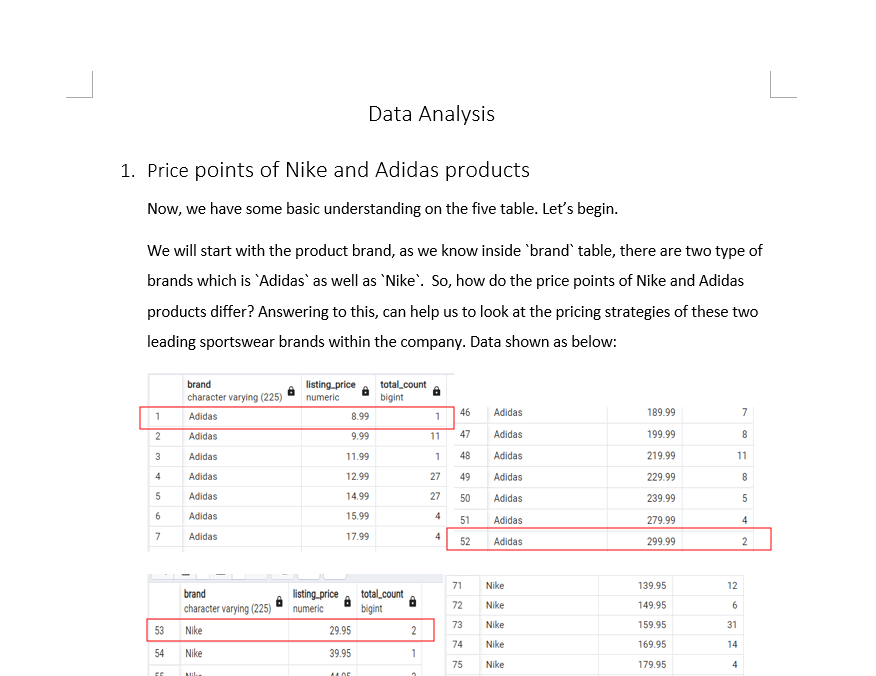 Data Analysis
1. Price points of Nike and Adidas products
Now, we have some basic understanding on the five table. Let’s begin.
We will start with the product brand, as we know inside `brand` table, there are two type of
brands which is `Adidas` as well as `Nike`.  So, how do the price points of Nike and Adidas
products differ? Answering to this, can help us to look at the pricing strategies of these two
leading sportswear brands within the company. Data shown as below:
brand listing_price total_count
character varying (225) numeric bigint
1 Adidas 8.99 1
2 Adidas 9.99 11
3 Adidas 11.99 1
4 Adidas 12.99 27
5 Adidas 14.99 27
6 Adidas 15.99 4
7 Adidas 17.99 4
46 Adidas 189.99 7
47 Adidas 199.99 8
48 Adidas 219.99 11
49 Adidas 229.99 8
50 Adidas 239.99 5
51 Adidas 279.99 4
52 Adidas 299.99 2
brand listing_price total_count
character varying (225) numeric bigint
53 Nike 29.95 2
54 Nike 39.95 1
71 Nike 139.95 12
72 Nike 149.95 6
73 Nike 159.95 31
74 Nike 169.95 14
75 Nike 179.95 4